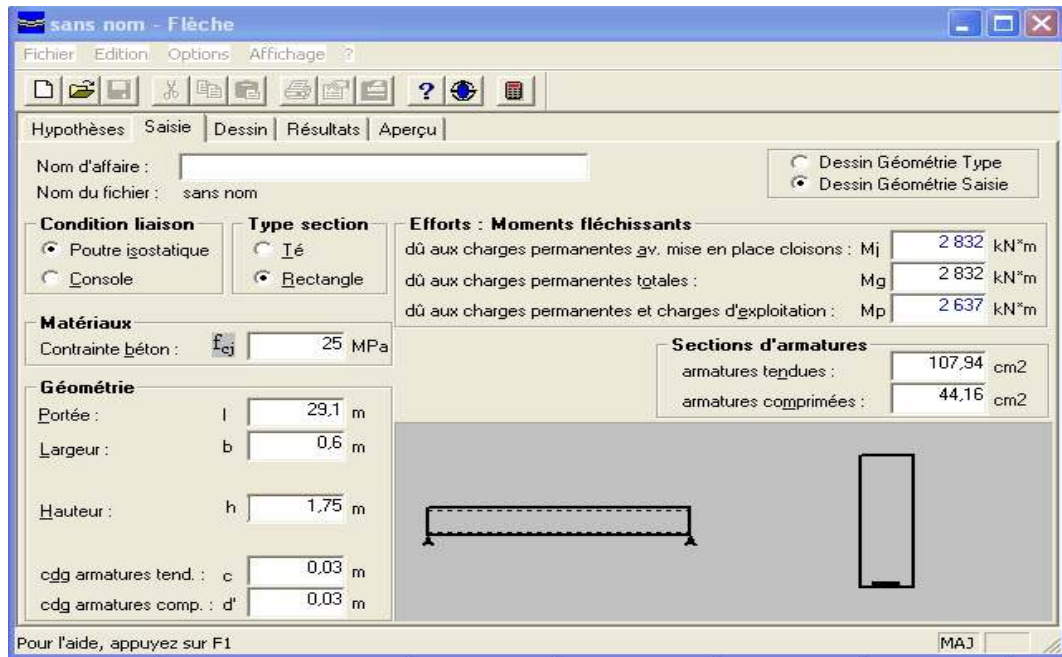 sans nom - Flèche
Fichier Edition Options Affichage ?
Hypothèses Saisie Dessin Résultats Aperçu
Nom d'affaire :
Nom du fichier : sans nom
Dessin Géométrie Type
Dessin Géométrie Saisie
Condition liaison
Poutre isostatique
Console
Type section
Té
Rectangle
Efforts : Moments fléchissants
dû aux charges permanentes av. mise en place cloisons : Mj 2 832 kN*m
dû aux charges permanentes totales : Mg 2 832 kN*m
dû aux charges permanentes et charges d'exploitation : Mp 2 637 kN*m
Matériaux
Contrainte béton : fcj 25 MPa
Sections d'armatures
armatures tendues : 107,94 cm2
armatures comprimées : 44,16 cm2
Géométrie
Portée : l 29,1 m
Largeur : b 0,6 m
Hauteur : h 1,75 m
cdg armatures tend. : c 0,03 m
cdg armatures comp. : d' 0,03 m
Pour l'aide, appuyez sur F1
MAJ